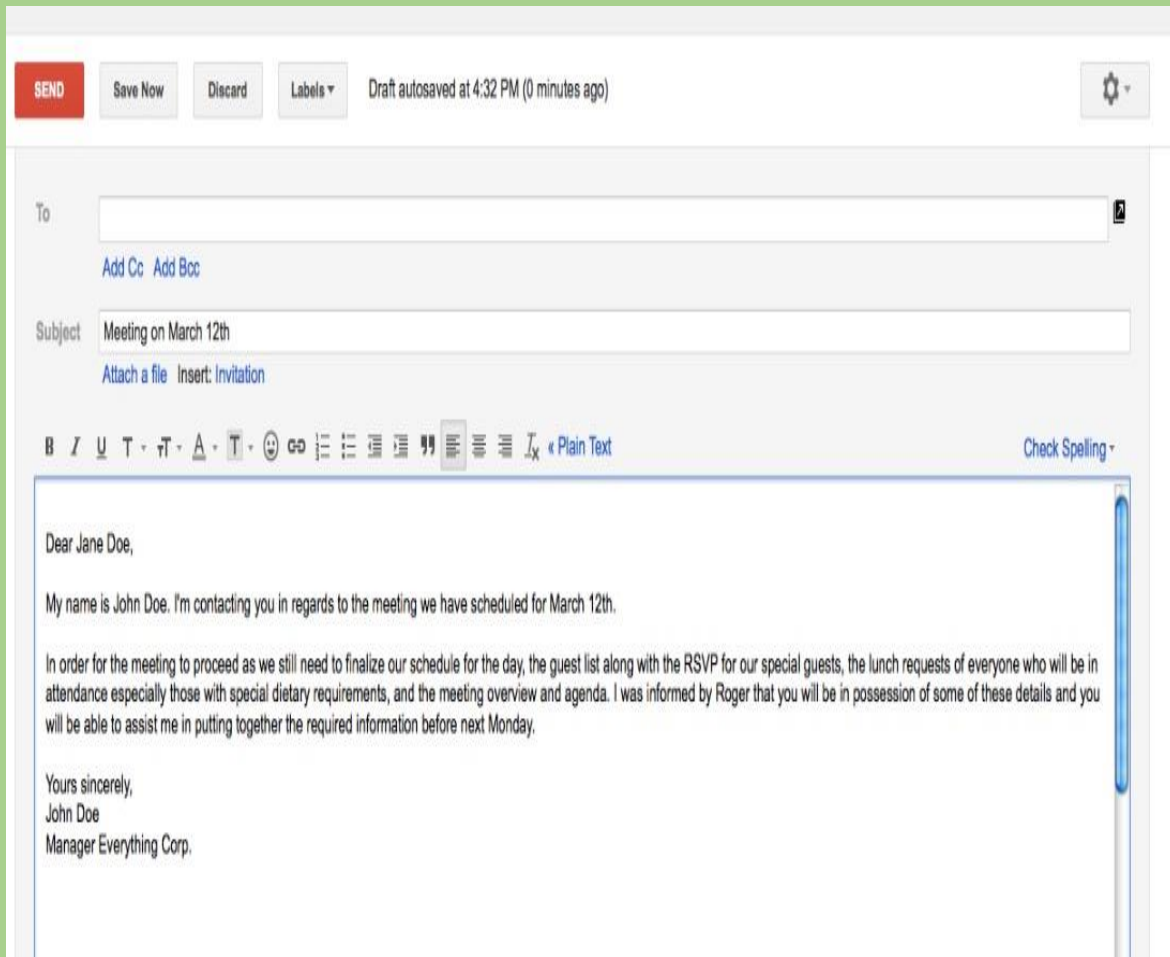 SEND Save Now Discard Labels Draft autosaved at 4:32 PM (0 minutes ago)
To
Add Cc Add Bcc
Subject Meeting on March 12th
Attach a file Insert: Invitation
B I U T T A T Tx « Plain Text Check Spelling
Dear Jane Doe,
My name is John Doe. I'm contacting you in regards to the meeting we have scheduled for March 12th.
In order for the meeting to proceed as we still need to finalize our schedule for the day, the guest list along with the RSVP for our special guests, the lunch requests of everyone who will be in
attendance especially those with special dietary requirements, and the meeting overview and agenda. I was informed by Roger that you will be in possession of some of these details and you
will be able to assist me in putting together the required information before next Monday.
Yours sincerely,
John Doe
Manager Everything Corp.